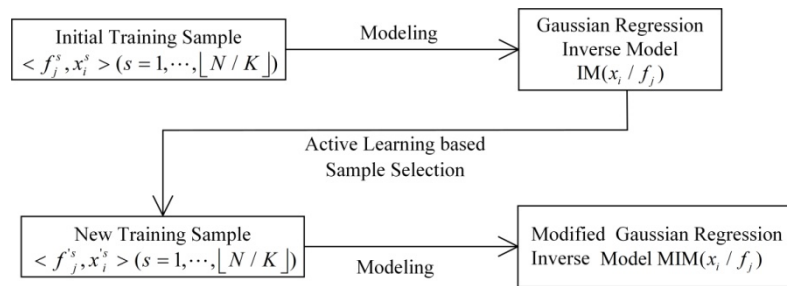 Initial Training Sample
< f_j^s, x_i^s > (s = 1,⋯,⌊N / K⌋)
Modeling
Gaussian Regression
Inverse Model
IM(x_i / f_j)
Active Learning based
Sample Selection
New Training Sample
< f'_j^s, x'_i^s > (s = 1,⋯,⌊N / K⌋)
Modeling
Modified Gaussian Regression
Inverse Model MIM(x_i / f_j)